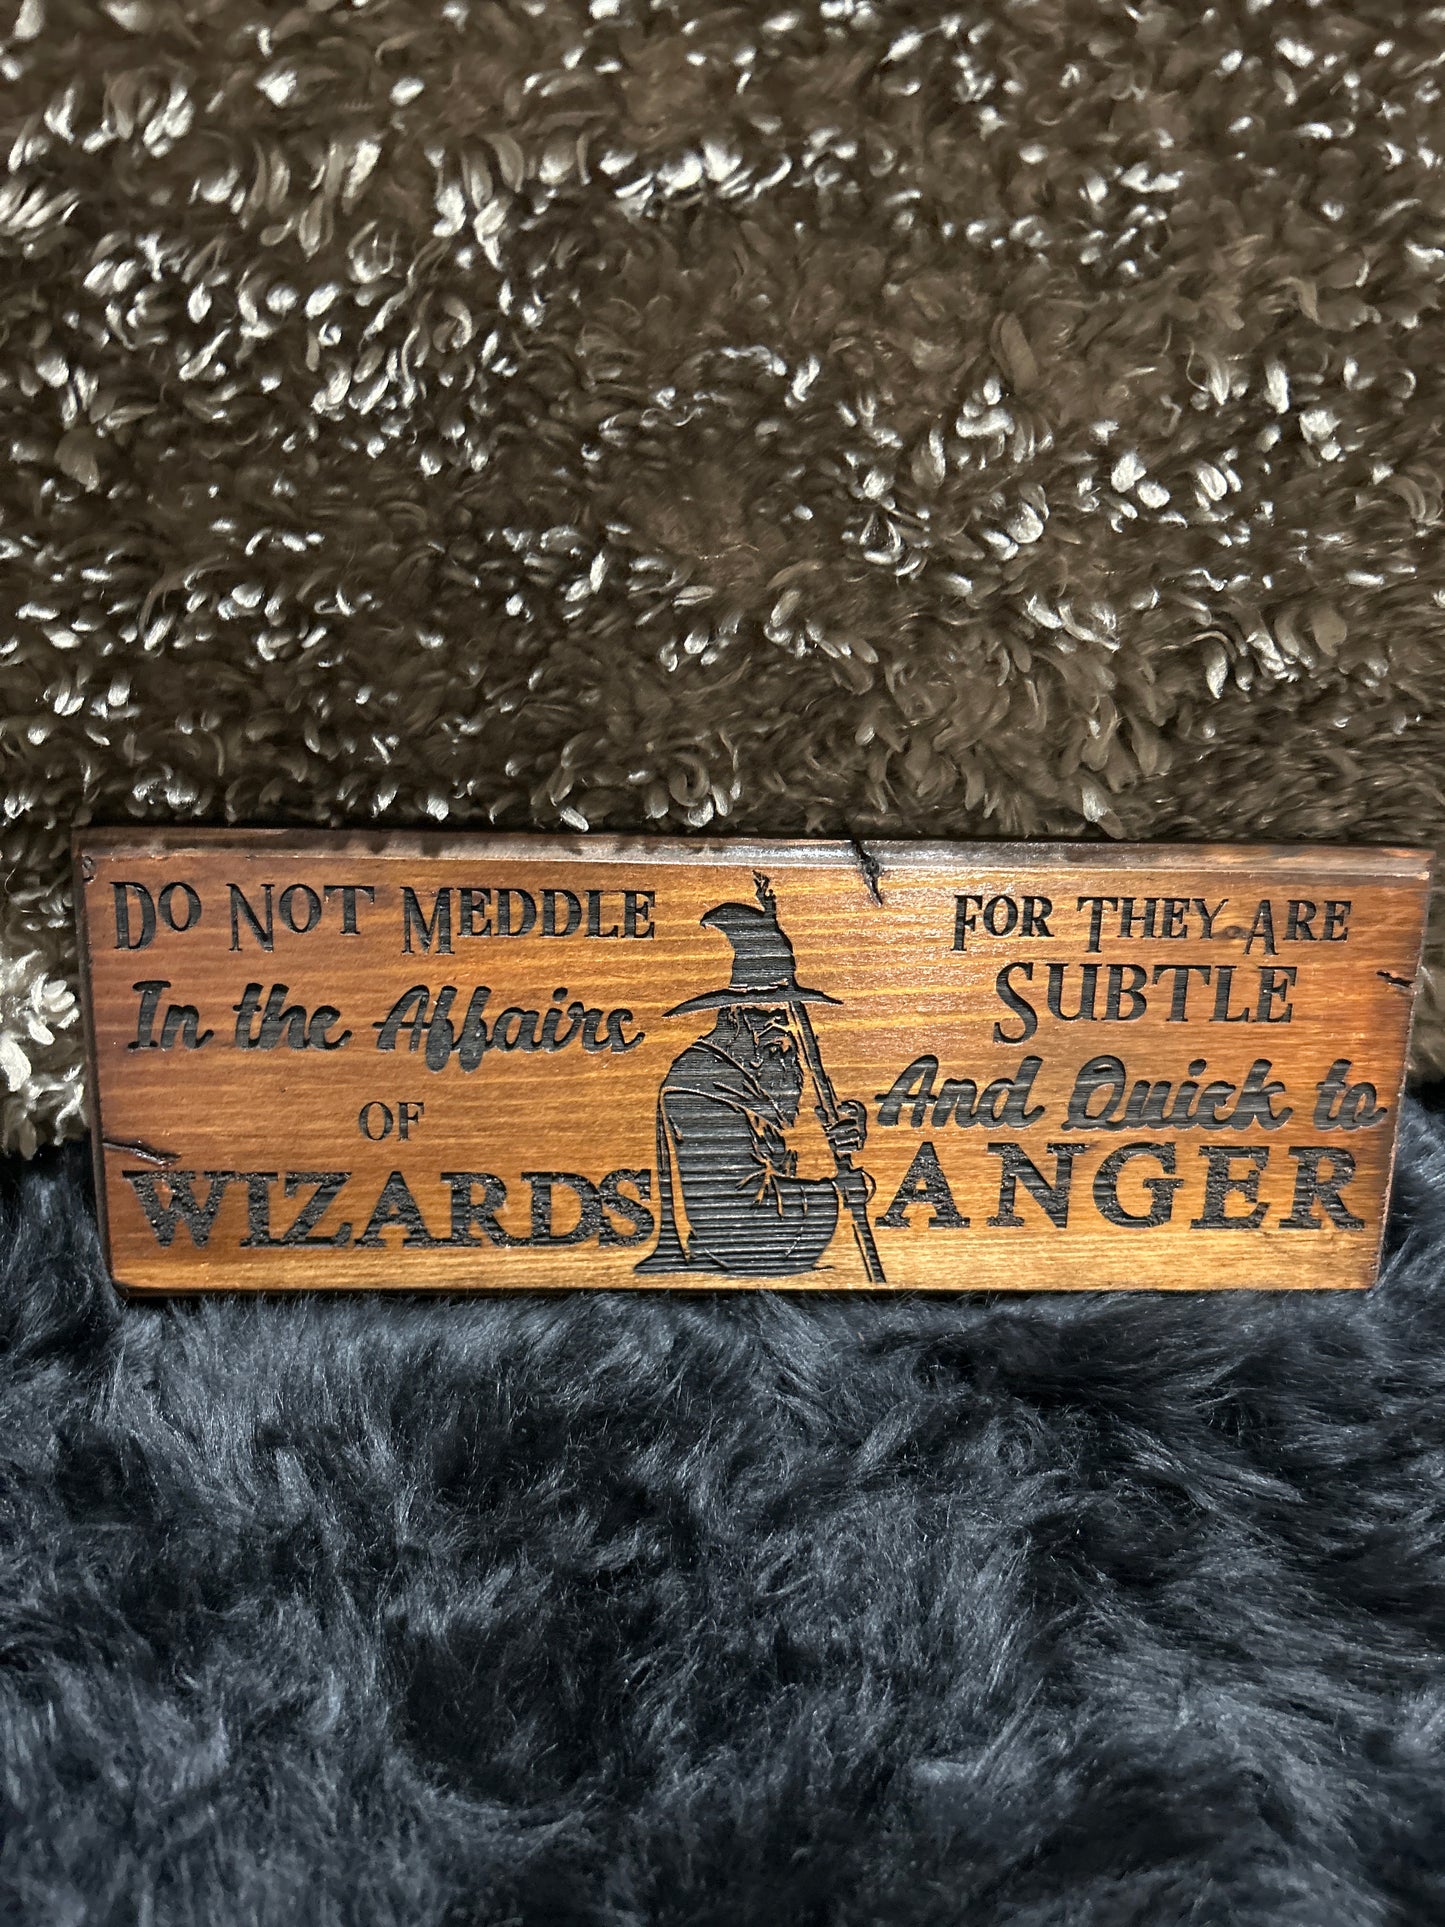 Do Not Meddle
In the Affairs
OF
WIZARDS
For They Are
Subtle
And Quick to
ANGER